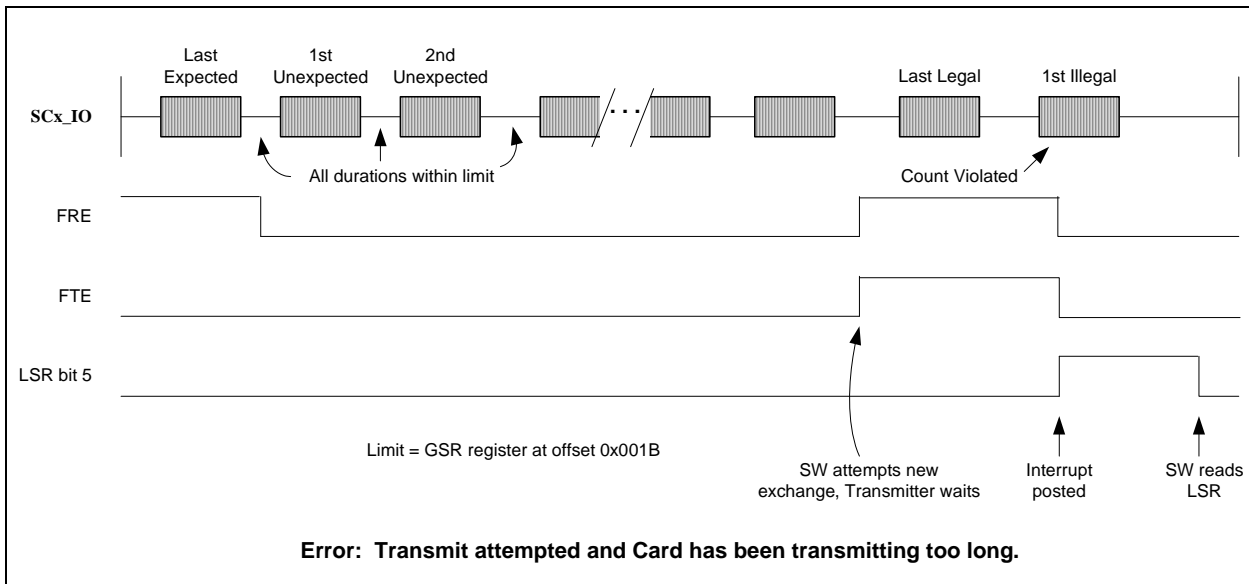 Last
Expected
1st
Unexpected
2nd
Unexpected
Last Legal
1st Illegal
SCx_IO
. . .
All durations within limit
Count Violated
FRE
FTE
LSR bit 5
Limit = GSR register at offset 0x001B
SW attempts new
exchange, Transmitter waits
Interrupt
posted
SW reads
LSR
Error: Transmit attempted and Card has been transmitting too long.